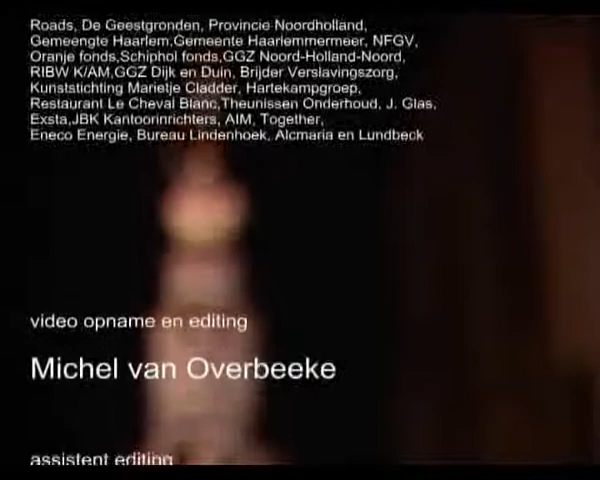 Roads, De Geestgronden, Provincie Noordholland,
Gemeengte Haarlem,Gemeente Haarlemmermeer, NFGV,
Oranje fonds,Schiphol fonds,GGZ Noord-Holland-Noord,
RIBW K/AM,GGZ Dijk en Duin, Brijder Verslavingszorg,
Kunststichting Marietje Cladder, Hartekampgroep,
Restaurant Le Cheval Blanc,Theunissen Onderhoud, J. Glas,
Exsta,JBK Kantoorinrichters, AIM, Together,
Eneco Energie, Bureau Lindenhoek, Alcmaria en Lundbeck
video opname en editing
Michel van Overbeeke
assistent editing